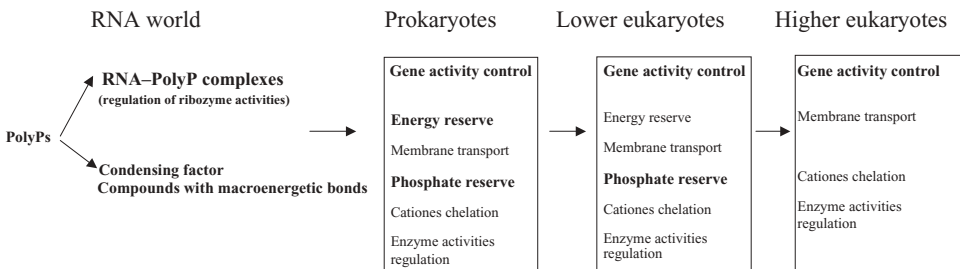 RNA world
PolyPs
RNA–PolyP complexes
(regulation of ribozyme activities)
Condensing factor
Compounds with macroenergetic bonds
Prokaryotes
Gene activity control
Energy reserve
Membrane transport
Phosphate reserve
Cationes chelation
Enzyme activities
regulation
Lower eukaryotes
Gene activity control
Energy reserve
Membrane transport
Phosphate reserve
Cationes chelation
Enzyme activities
regulation
Higher eukaryotes
Gene activity control
Membrane transport
Cationes chelation
Enzyme activities
regulation